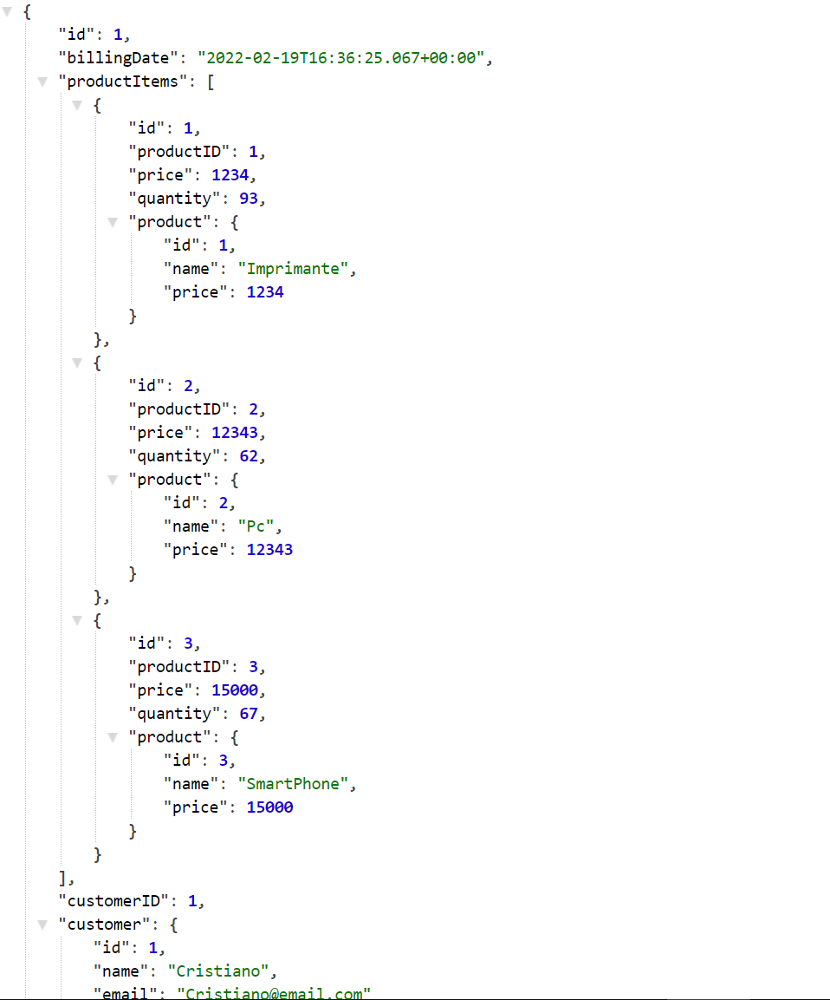 {
"id": 1,
"billingDate": "2022-02-19T16:36:25.067+00:00",
"productItems": [
{
"id": 1,
"productID": 1,
"price": 1234,
"quantity": 93,
"product": {
"id": 1,
"name": "Imprimante",
"price": 1234
}
},
{
"id": 2,
"productID": 2,
"price": 12343,
"quantity": 62,
"product": {
"id": 2,
"name": "Pc",
"price": 12343
}
},
{
"id": 3,
"productID": 3,
"price": 15000,
"quantity": 67,
"product": {
"id": 3,
"name": "SmartPhone",
"price": 15000
}
}
],
"customerID": 1,
"customer": {
"id": 1,
"name": "Cristiano",
"email": "Cristiano@email.com"